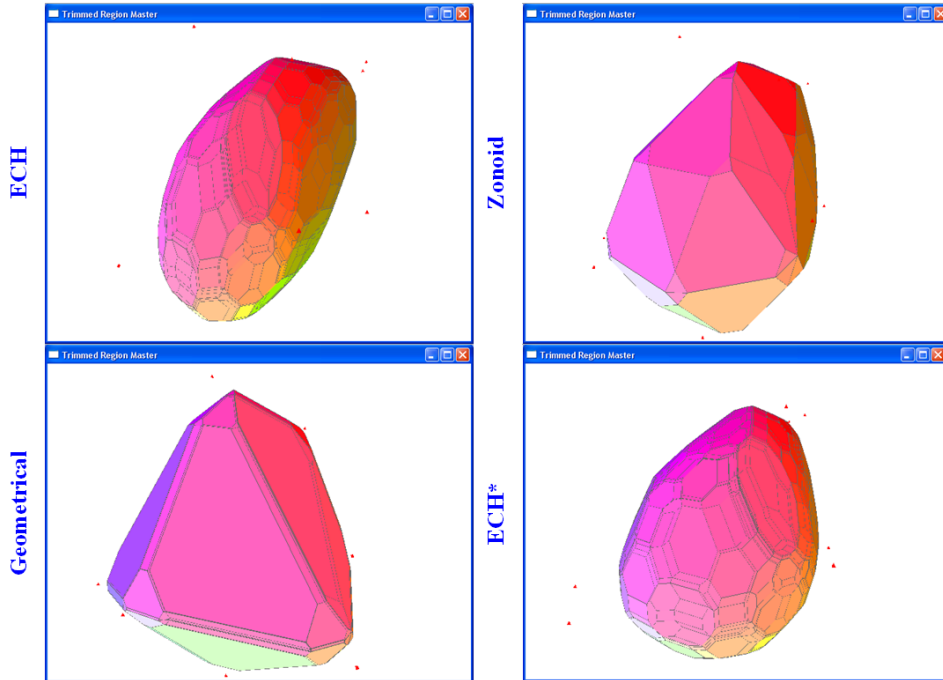 Trimmed Region Master
Trimmed Region Master
ECH
Zonoid
Trimmed Region Master
Trimmed Region Master
Geometrical
ECH*